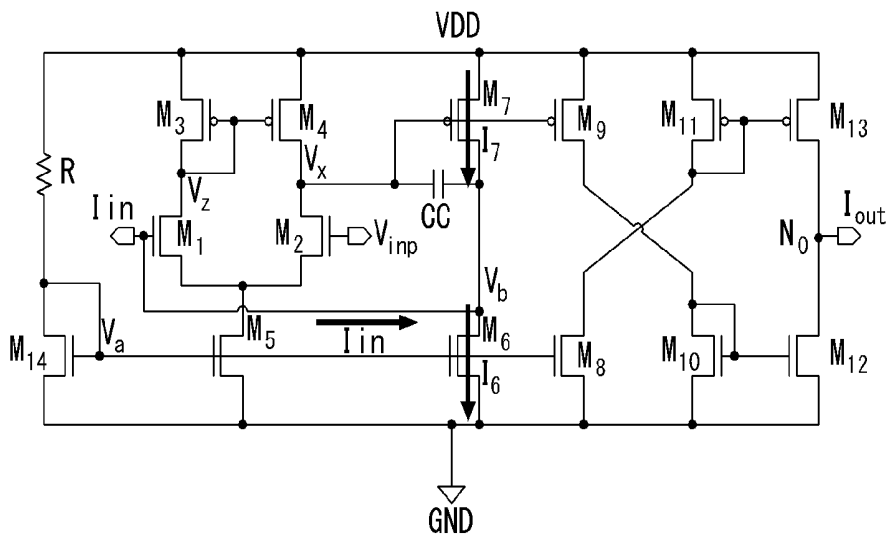 VDD
M3
M4
M7
M9
M11
M13
I7
R
Vx
Vz
CC
Iin
M1
M2
Vinp
N0
Iout
Vb
Va
M5
Iin
M6
M14
I6
M8
M10
M12
GND